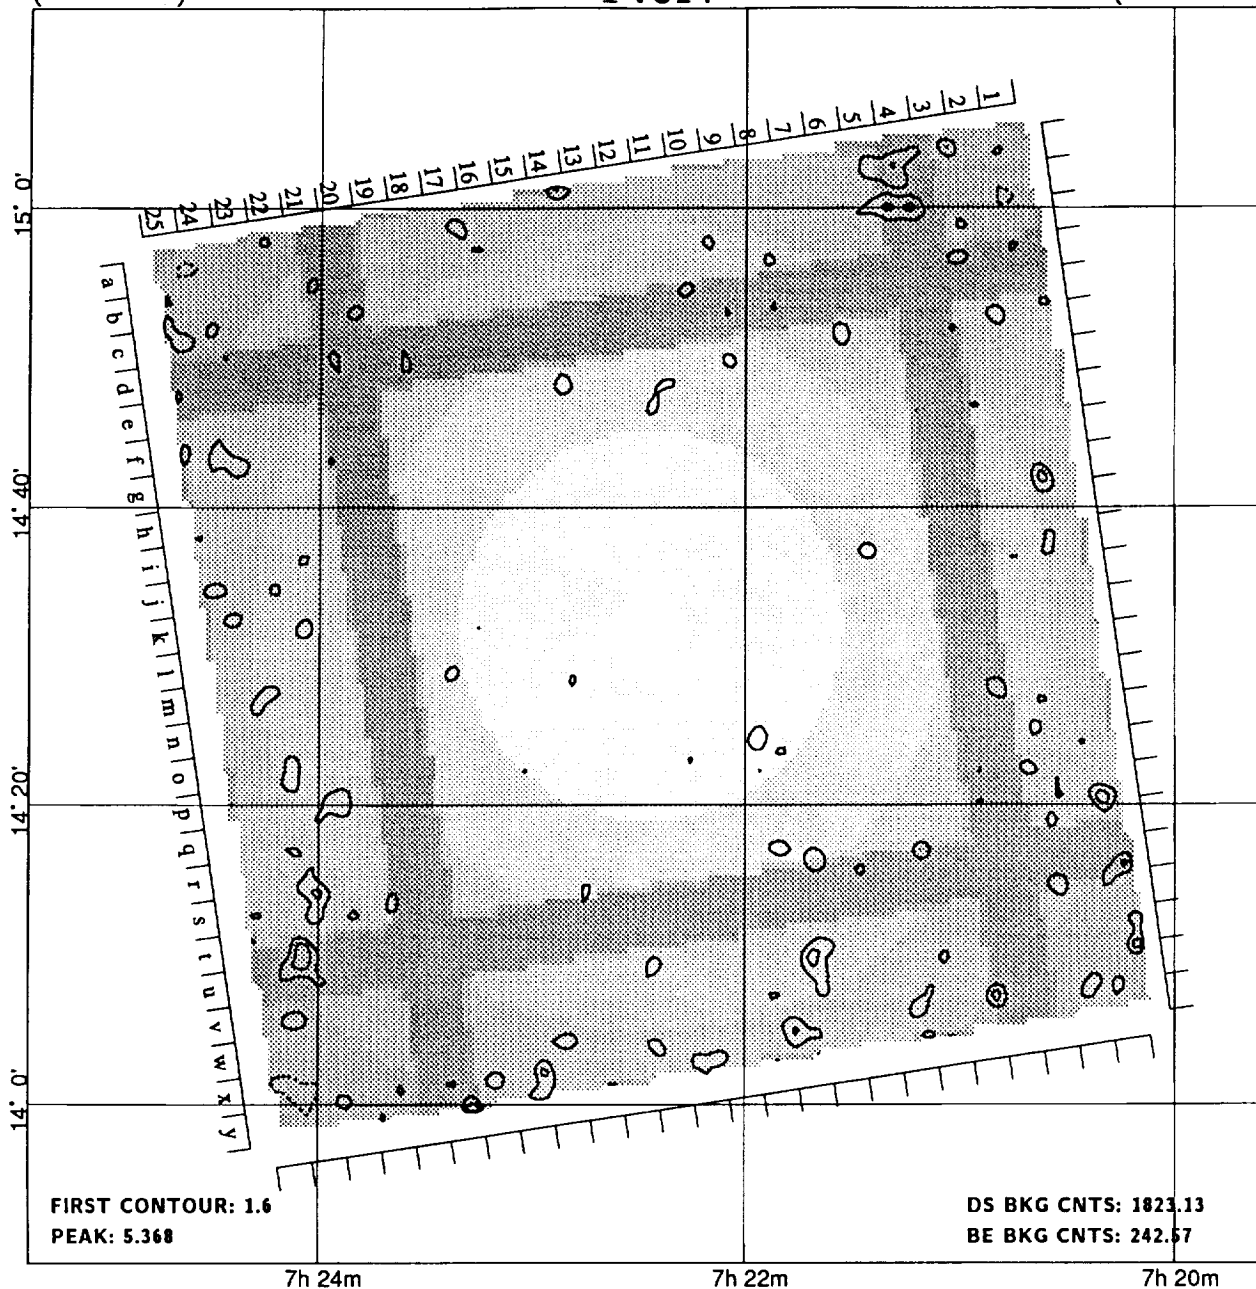 1 2 3 4 5 6 7 8 9 10 11 12 13 14 15 16 17 18 19 20 21 22 23 24 25
a b c d e f g h i j k l m n o p q r s t u v w x y
15° 0'
14° 40'
14° 20'
14° 0'
FIRST CONTOUR: 1.6
PEAK: 5.368
DS BKG CNTS: 1823.13
BE BKG CNTS: 242.57
7h 24m
7h 22m
7h 20m